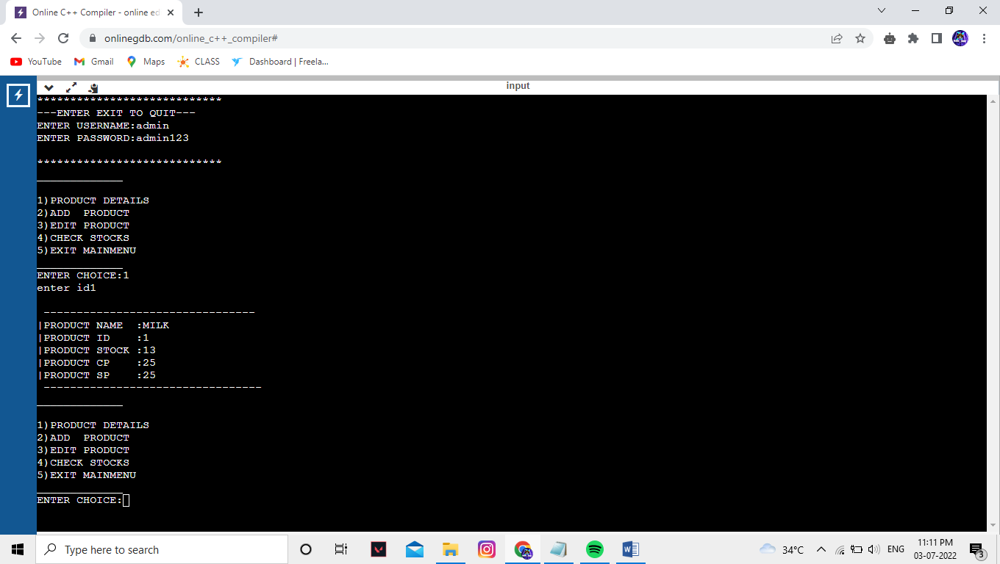 Online C++ Compiler - online ed
onlinegdb.com/online_c++_compiler#
YouTube Gmail Maps CLASS Dashboard | Freela...
input
****************************
---ENTER EXIT TO QUIT---
ENTER USERNAME:admin
ENTER PASSWORD:admin123
****************************
_____________
1)PRODUCT DETAILS
2)ADD  PRODUCT
3)EDIT PRODUCT
4)CHECK STOCKS
5)EXIT MAINMENU
_____________
ENTER CHOICE:1
enter id1
 --------------------------------
|PRODUCT NAME  :MILK
|PRODUCT ID    :1
|PRODUCT STOCK :13
|PRODUCT CP    :25
|PRODUCT SP    :25
 ---------------------------------
_____________
1)PRODUCT DETAILS
2)ADD  PRODUCT
3)EDIT PRODUCT
4)CHECK STOCKS
5)EXIT MAINMENU
_____________
ENTER CHOICE:
Type here to search
34°C
ENG
11:11 PM
03-07-2022
3